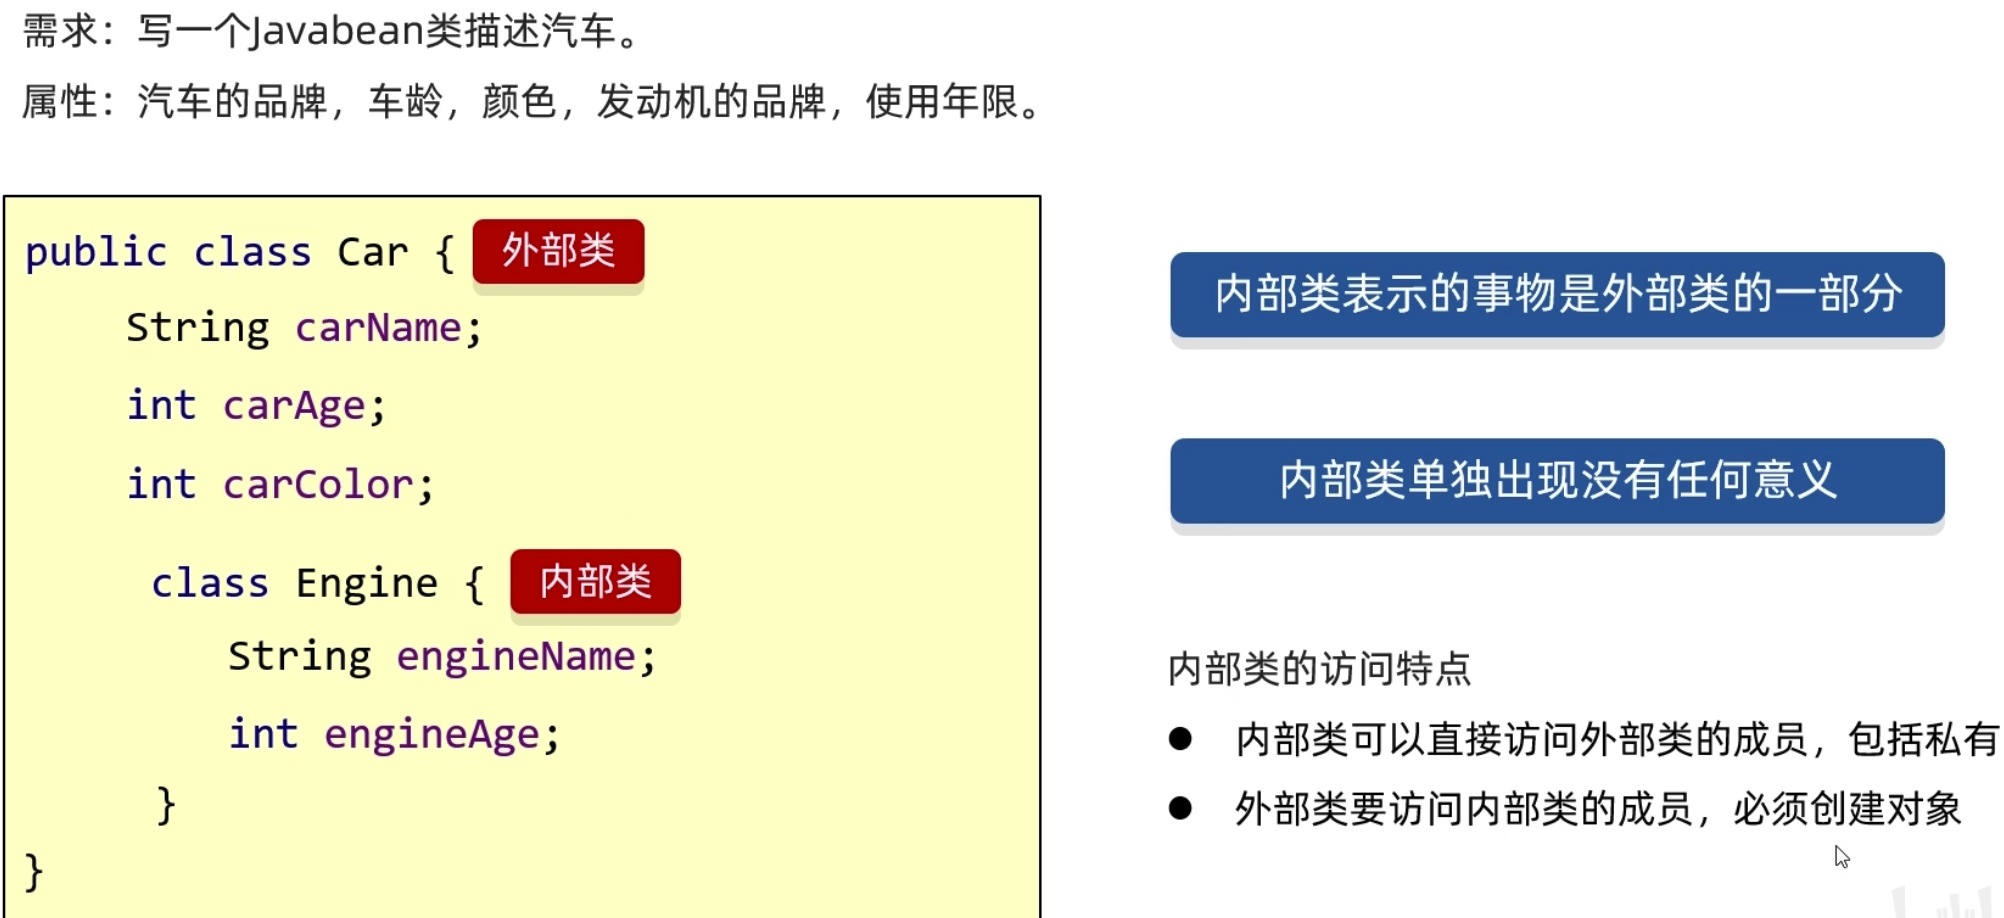 需求：写一个Javabean类描述汽车。
属性：汽车的品牌，车龄，颜色，发动机的品牌，使用年限。
public class Car { 外部类
String carName;
int carAge;
int carColor;
class Engine { 内部类
String engineName;
int engineAge;
}
}
内部类表示的事物是外部类的一部分
内部类单独出现没有任何意义
内部类的访问特点
● 内部类可以直接访问外部类的成员，包括私有
● 外部类要访问内部类的成员，必须创建对象